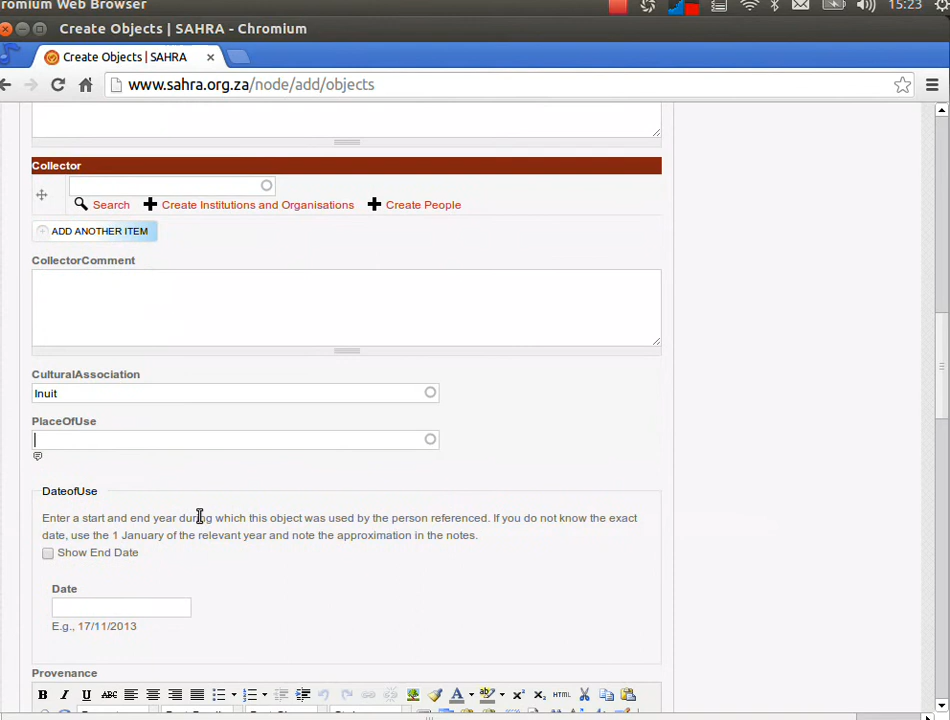 romium Web Browser
15:23
Create Objects | SAHRA - Chromium
Create Objects | SAHRA
www.sahra.org.za/node/add/objects
Collector
Search Create Institutions and Organisations Create People
ADD ANOTHER ITEM
CollectorComment
CulturalAssociation
Inuit
PlaceOfUse
DateofUse
Enter a start and end year during which this object was used by the person referenced. If you do not know the exact
date, use the 1 January of the relevant year and note the approximation in the notes.
Show End Date
Date
E.g., 17/11/2013
Provenance
B I U ABC HTML